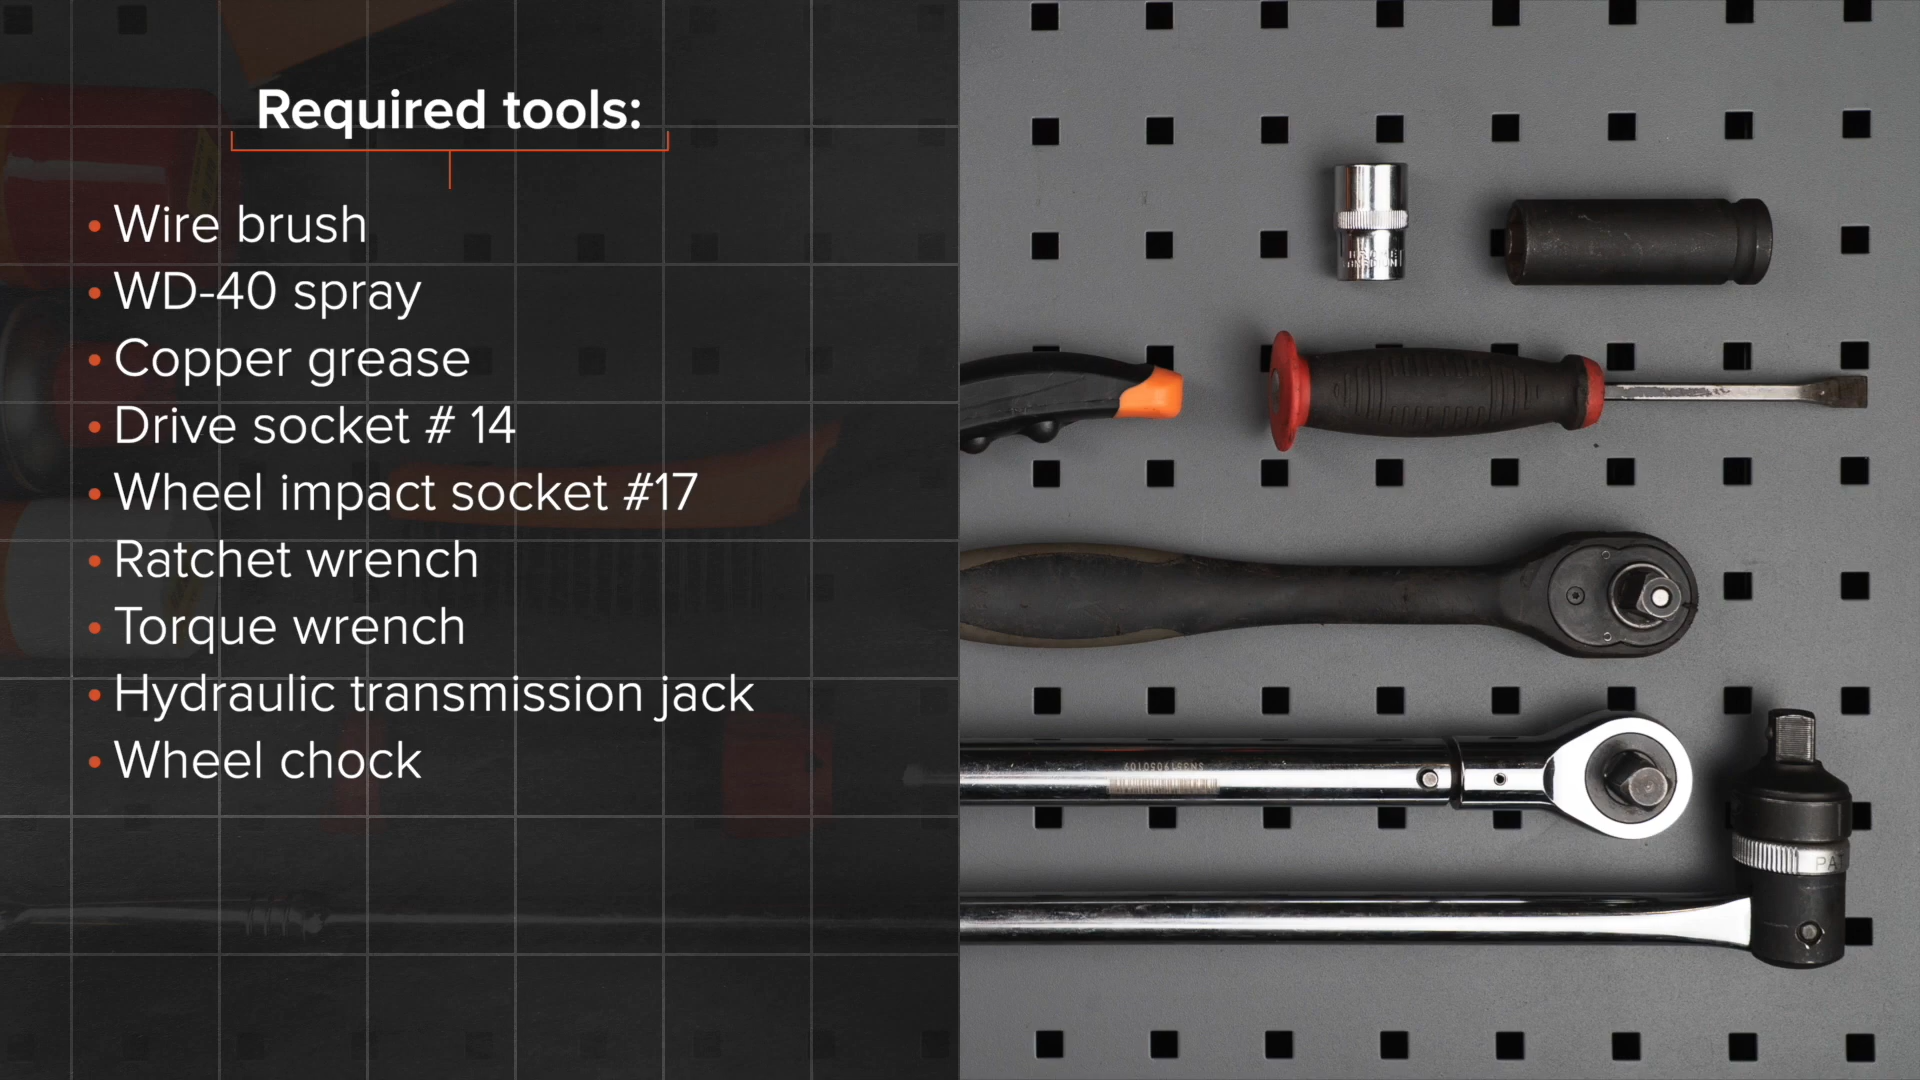 Required tools:
• Wire brush
• WD-40 spray
• Copper grease
• Drive socket # 14
• Wheel impact socket #17
• Ratchet wrench
• Torque wrench
• Hydraulic transmission jack
• Wheel chock